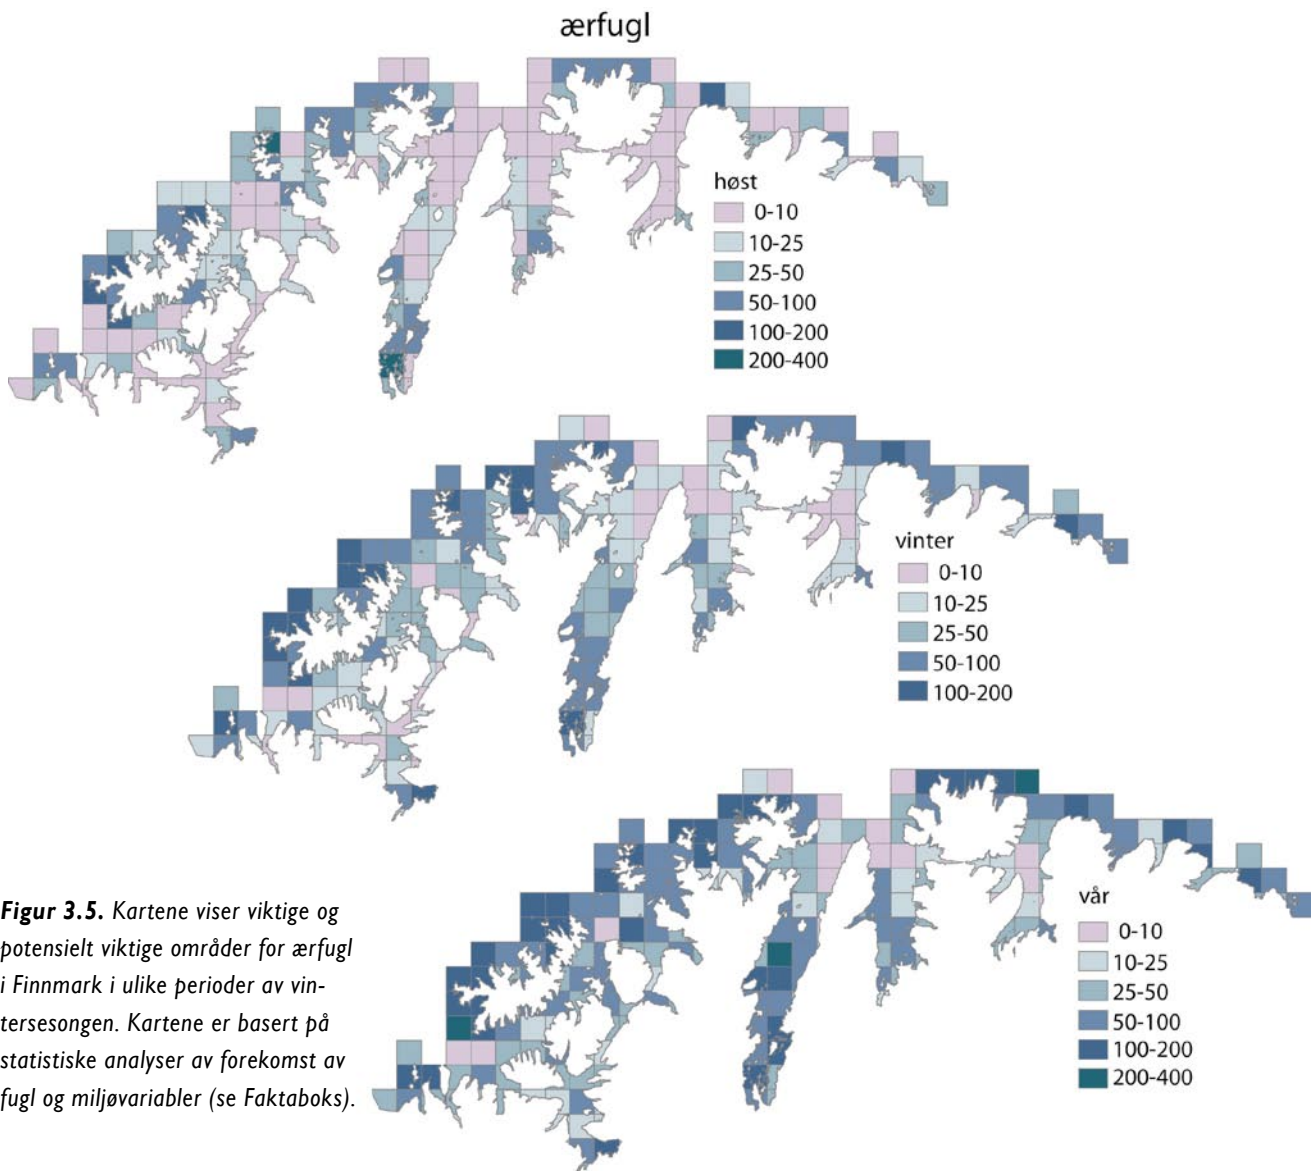 ærfugl
høst
0-10
10-25
25-50
50-100
100-200
200-400
vinter
0-10
10-25
25-50
50-100
100-200
vår
0-10
10-25
25-50
50-100
100-200
200-400
Figur 3.5. Kartene viser viktige og
potensielt viktige områder for ærfugl
i Finnmark i ulike perioder av vin-
tersesongen. Kartene er basert på
statistiske analyser av forekomst av
fugl og miljøvariabler (se Faktaboks).